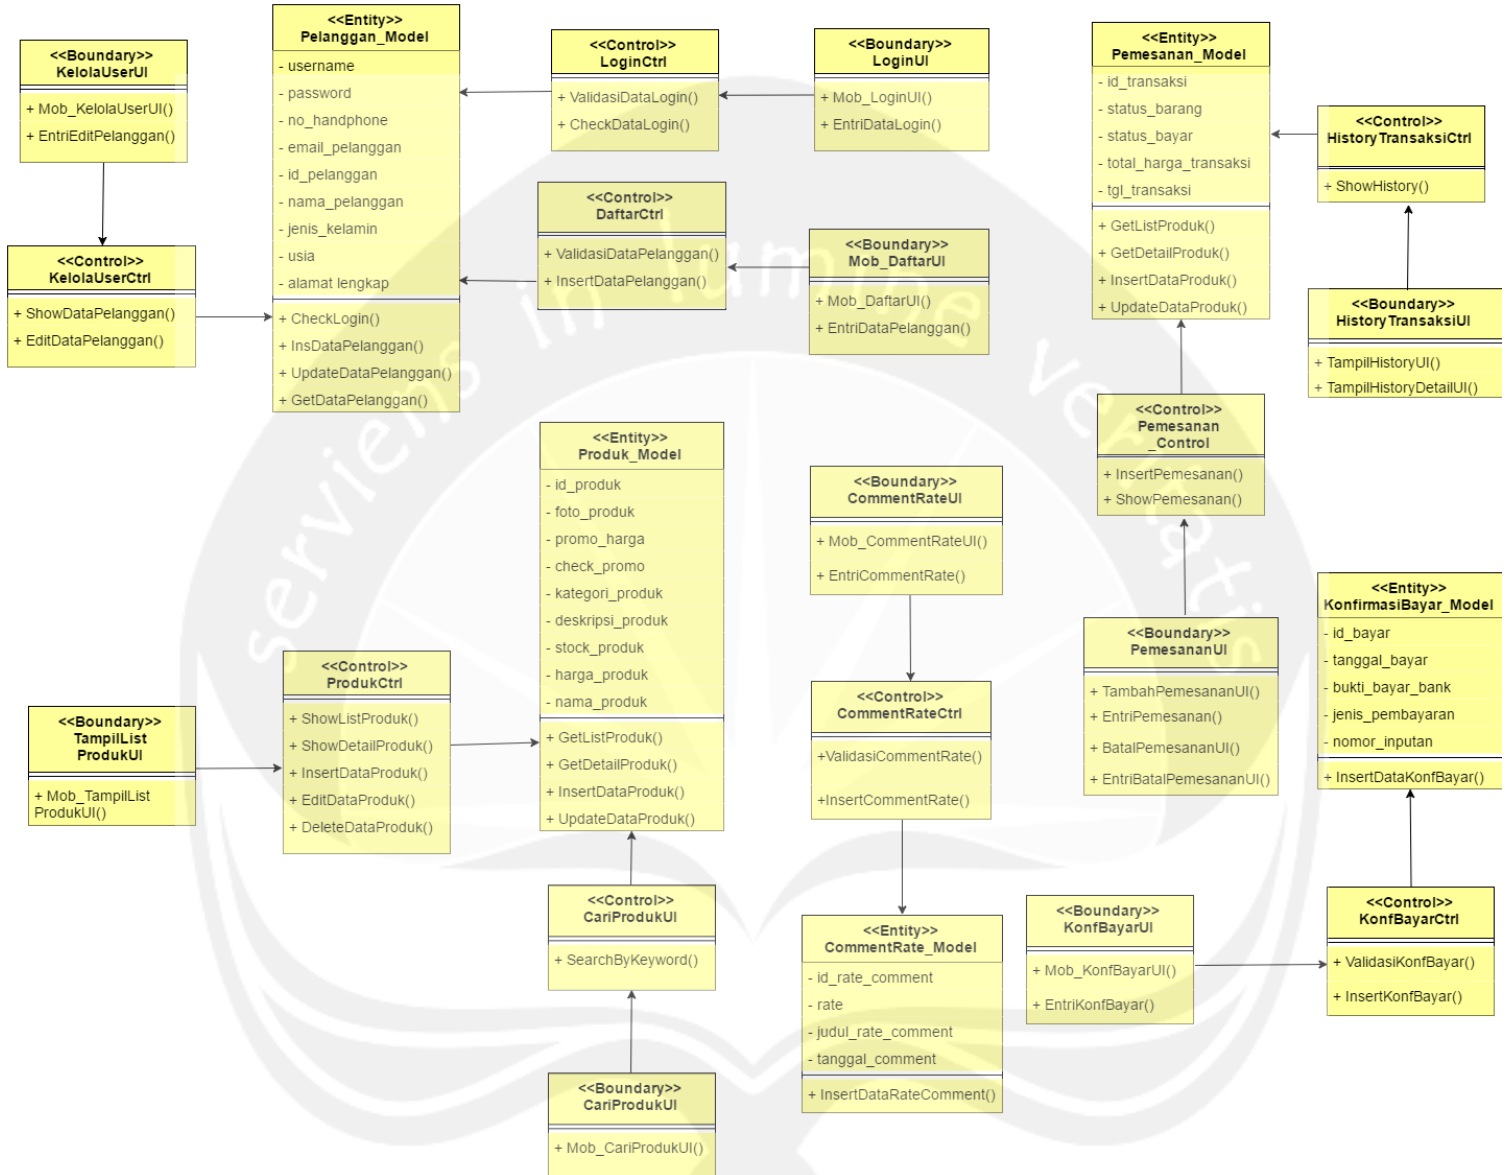 <<Boundary>>
KelolaUserUI
+ Mob_KelolaUserUI()
+ EntriEditPelanggan()
<<Control>>
KelolaUserCtrl
+ ShowDataPelanggan()
+ EditDataPelanggan()
<<Entity>>
Pelanggan_Model
- username
- password
- no_handphone
- email_pelanggan
- id_pelanggan
- nama_pelanggan
- jenis_kelamin
- usia
- alamat lengkap
+ CheckLogin()
+ InsDataPelanggan()
+ UpdateDataPelanggan()
+ GetDataPelanggan()
<<Control>>
LoginCtrl
+ ValidasiDataLogin()
+ CheckDataLogin()
<<Boundary>>
LoginUI
+ Mob_LoginUI()
+ EntriDataLogin()
<<Control>>
DaftarCtrl
+ ValidasiDataPelanggan()
+ InsertDataPelanggan()
<<Boundary>>
Mob_DaftarUI
+ Mob_DaftarUI()
+ EntriDataPelanggan()
<<Entity>>
Pemesanan_Model
- id_transaksi
- status_barang
- status_bayar
- total_harga_transaksi
- tgl_transaksi
+ GetListProduk()
+ GetDetailProduk()
+ InsertDataProduk()
+ UpdateDataProduk()
<<Control>>
HistoryTransaksiCtrl
+ ShowHistory()
<<Boundary>>
HistoryTransaksiUI
+ TampilHistoryUI()
+ TampilHistoryDetailUI()
<<Control>>
Pemesanan
_Control
+ InsertPemesanan()
+ ShowPemesanan()
<<Boundary>>
PemesananUI
+ TambahPemesananUI()
+ EntriPemesanan()
+ BatalPemesananUI()
+ EntriBatalPemesananUI()
<<Entity>>
Produk_Model
- id_produk
- foto_produk
- promo_harga
- check_promo
- kategori_produk
- deskripsi_produk
- stock_produk
- harga_produk
- nama_produk
+ GetListProduk()
+ GetDetailProduk()
+ InsertDataProduk()
+ UpdateDataProduk()
<<Control>>
ProdukCtrl
+ ShowListProduk()
+ ShowDetailProduk()
+ InsertDataProduk()
+ EditDataProduk()
+ DeleteDataProduk()
<<Boundary>>
TampilList
ProdukUI
+ Mob_TampilList
ProdukUI()
<<Control>>
CariProdukUI
+ SearchByKeyword()
<<Boundary>>
CariProdukUI
+ Mob_CariProdukUI()
<<Boundary>>
CommentRateUI
+ Mob_CommentRateUI()
+ EntriCommentRate()
<<Control>>
CommentRateCtrl
+ValidasiCommentRate()
+InsertCommentRate()
<<Entity>>
CommentRate_Model
- id_rate_comment
- rate
- judul_rate_comment
- tanggal_comment
+ InsertDataRateComment()
<<Entity>>
KonfirmasiBayar_Model
- id_bayar
- tanggal_bayar
- bukti_bayar_bank
- jenis_pembayaran
- nomor_inputan
+ InsertDataKonfBayar()
<<Boundary>>
KonfBayarUI
+ Mob_KonfBayarUI()
+ EntriKonfBayar()
<<Control>>
KonfBayarCtrl
+ ValidasiKonfBayar()
+ InsertKonfBayar()
serviens in lumine veritatis